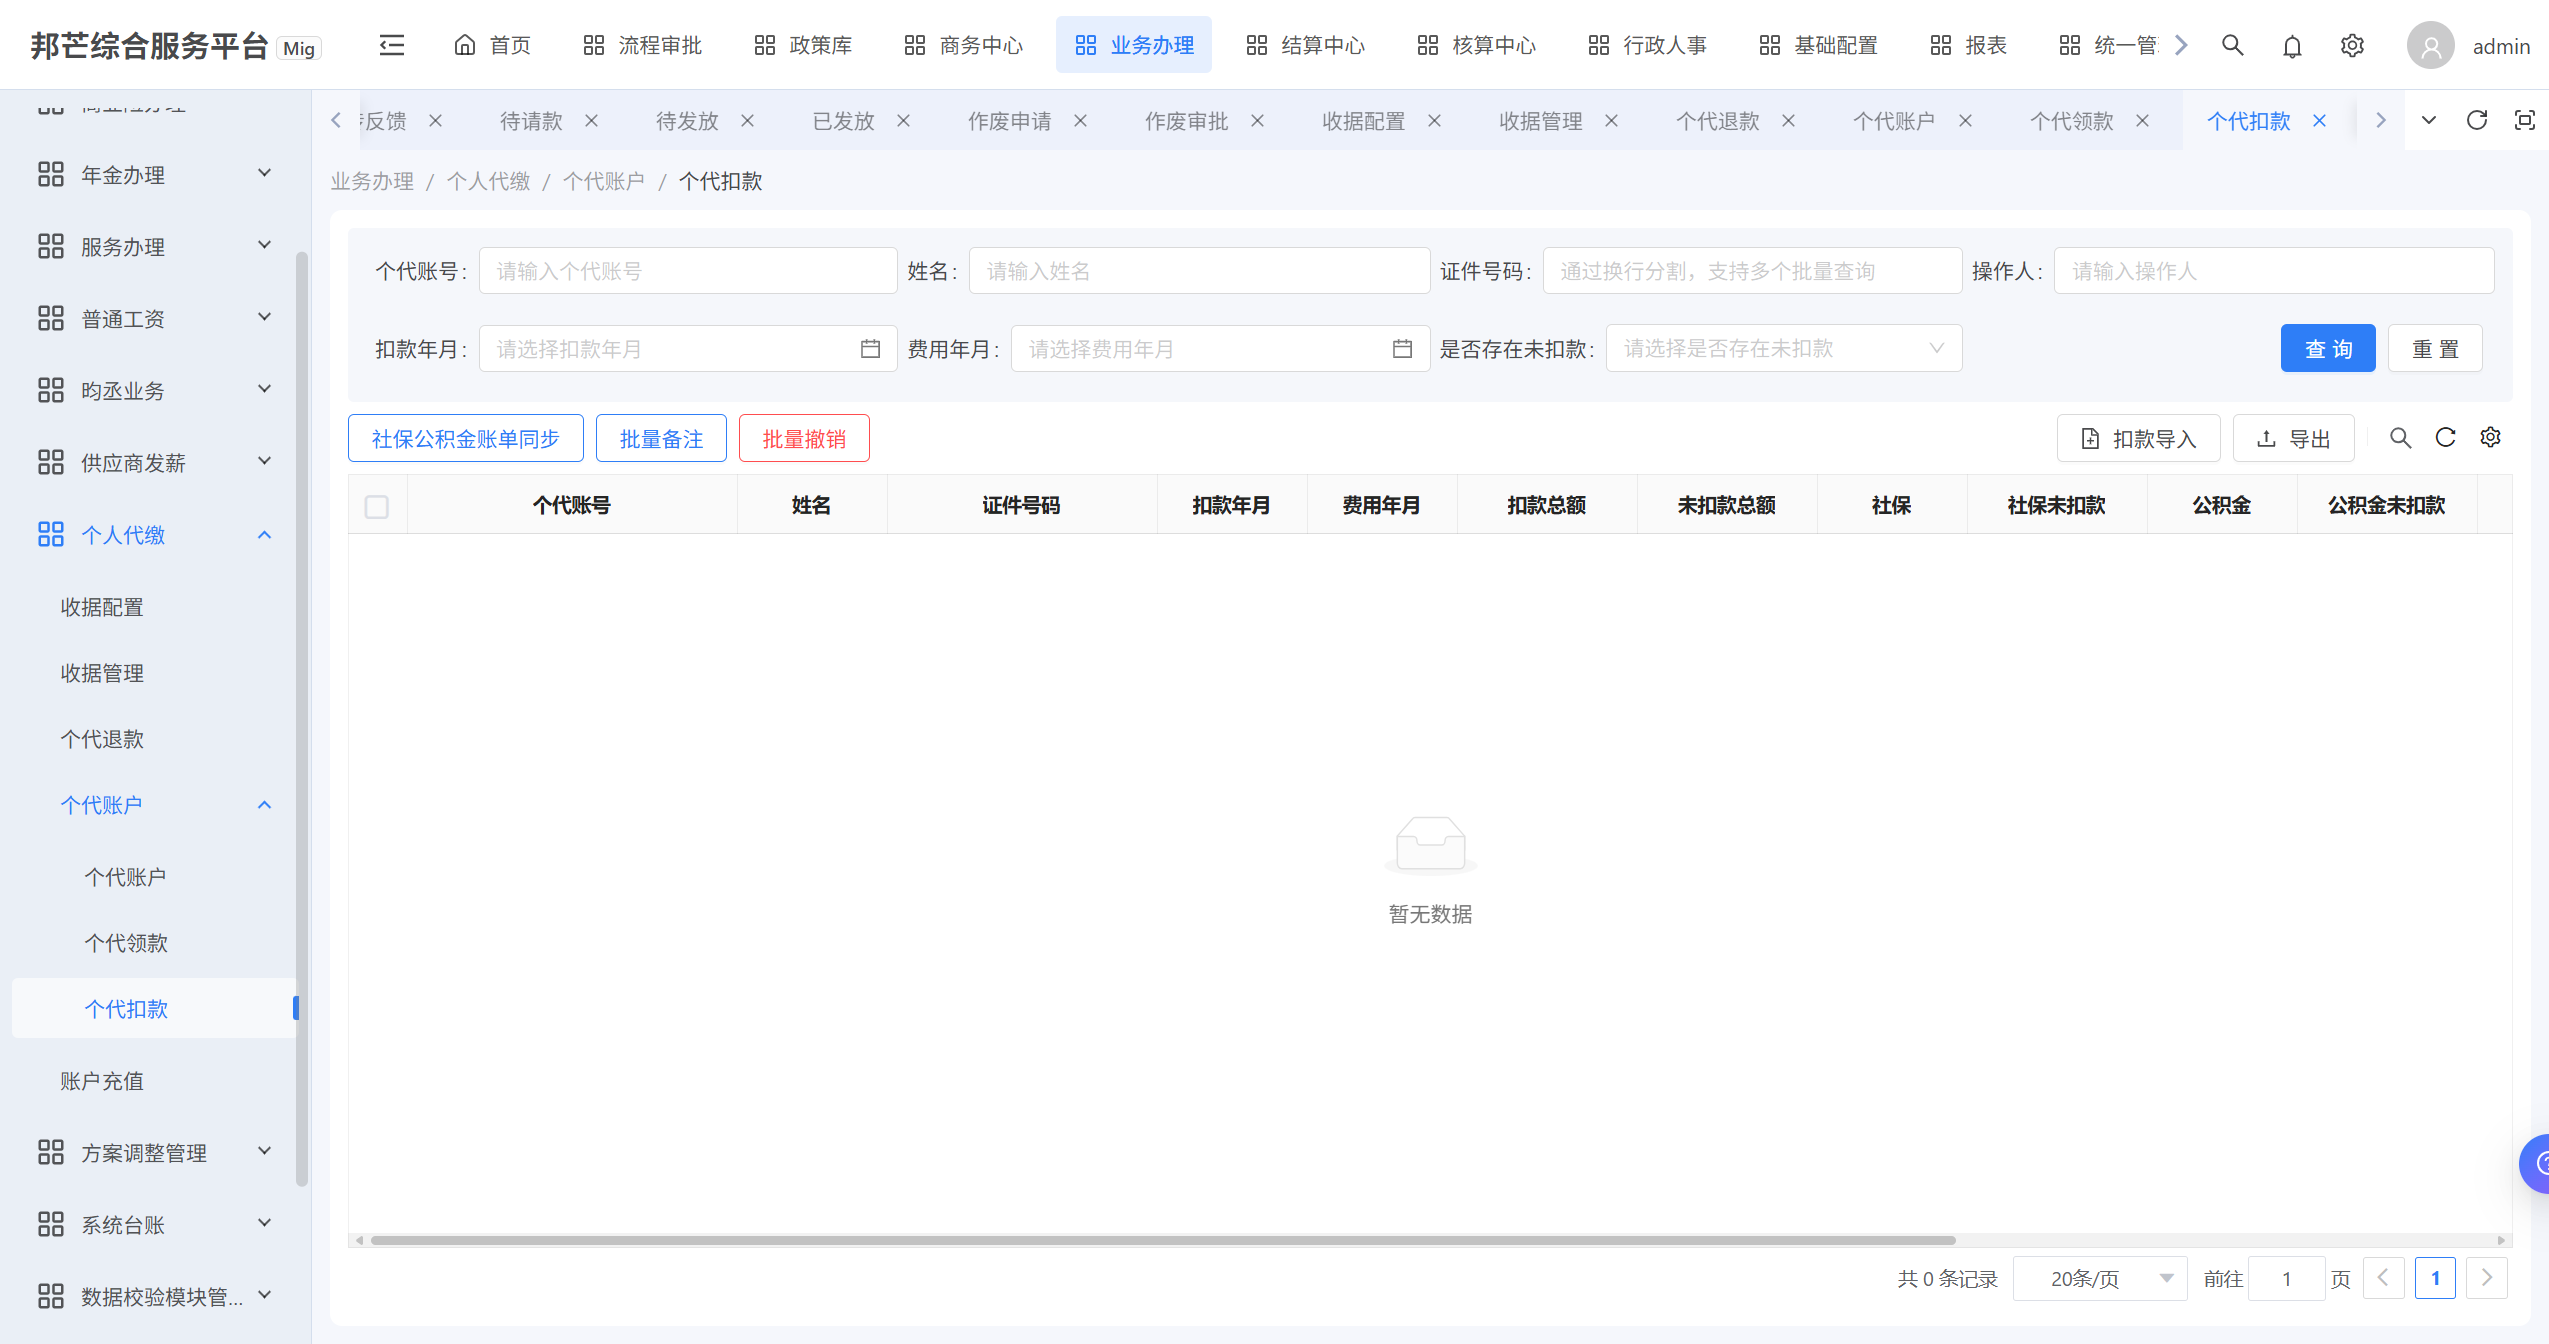 邦芒综合服务平台 Mig
首页 流程审批 政策库 商务中心 业务办理 结算中心 核算中心 行政人事 基础配置 报表 统一管
admin
反馈 待请款 待发放 已发放 作废申请 作废审批 收据配置 收据管理 个代退款 个代账户 个代领款 个代扣款
业务办理 / 个人代缴 / 个代账户 / 个代扣款
年金办理
服务办理
普通工资
昀丞业务
供应商发薪
个人代缴
收据配置
收据管理
个代退款
个代账户
个代账户
个代领款
个代扣款
账户充值
方案调整管理
系统台账
数据校验模块管...
个代账号: 请输入个代账号 姓名: 请输入姓名 证件号码: 通过换行分割，支持多个批量查询 操作人: 请输入操作人
扣款年月: 请选择扣款年月 费用年月: 请选择费用年月 是否存在未扣款: 请选择是否存在未扣款 查 询 重 置
社保公积金账单同步 批量备注 批量撤销 扣款导入 导出
个代账号 姓名 证件号码 扣款年月 费用年月 扣款总额 未扣款总额 社保 社保未扣款 公积金 公积金未扣款
暂无数据
共 0 条记录 20条/页 前往 1 页 1